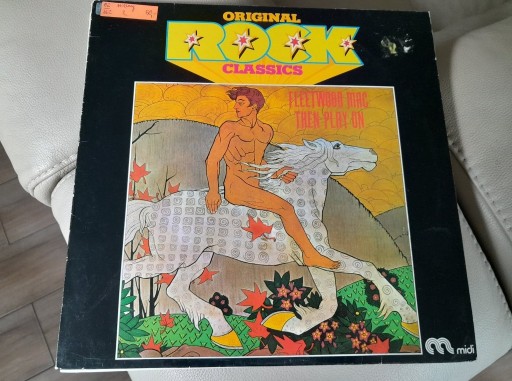 ORIGINAL
ROCK
CLASSICS
FLEETWOOD MAC
THEN PLAY ON
midi